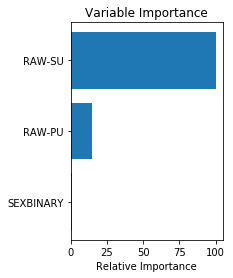 Variable Importance
RAW-SU
RAW-PU
SEXBINARY
0 25 50 75 100
Relative Importance